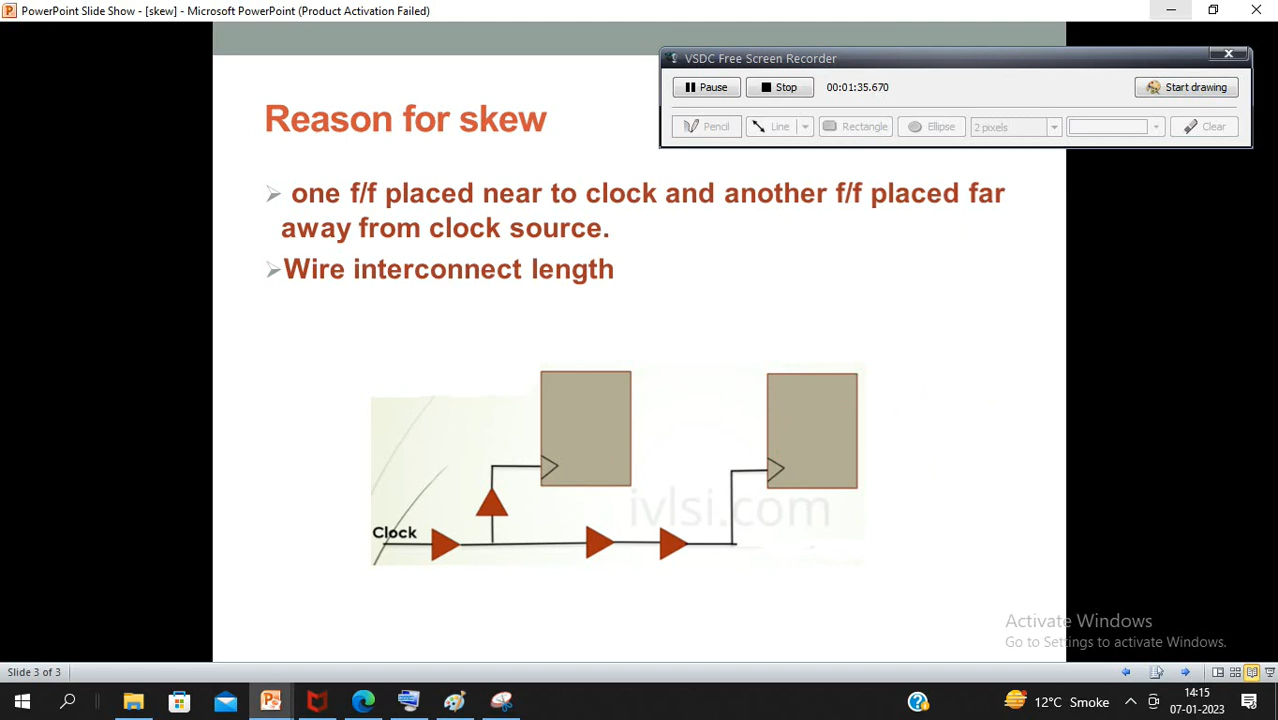 PowerPoint Slide Show - [skew] - Microsoft PowerPoint (Product Activation Failed)
VSDC Free Screen Recorder
Pause
Stop
00:01:35.670
Start drawing
Pencil
Line
Rectangle
Ellipse
2 pixels
Clear
Reason for skew
one f/f placed near to clock and another f/f placed far
away from clock source.
Wire interconnect length
ivlsi.com
Clock
Activate Windows
Go to Settings to activate Windows.
Slide 3 of 3
12°C Smoke
14:15
07-01-2023